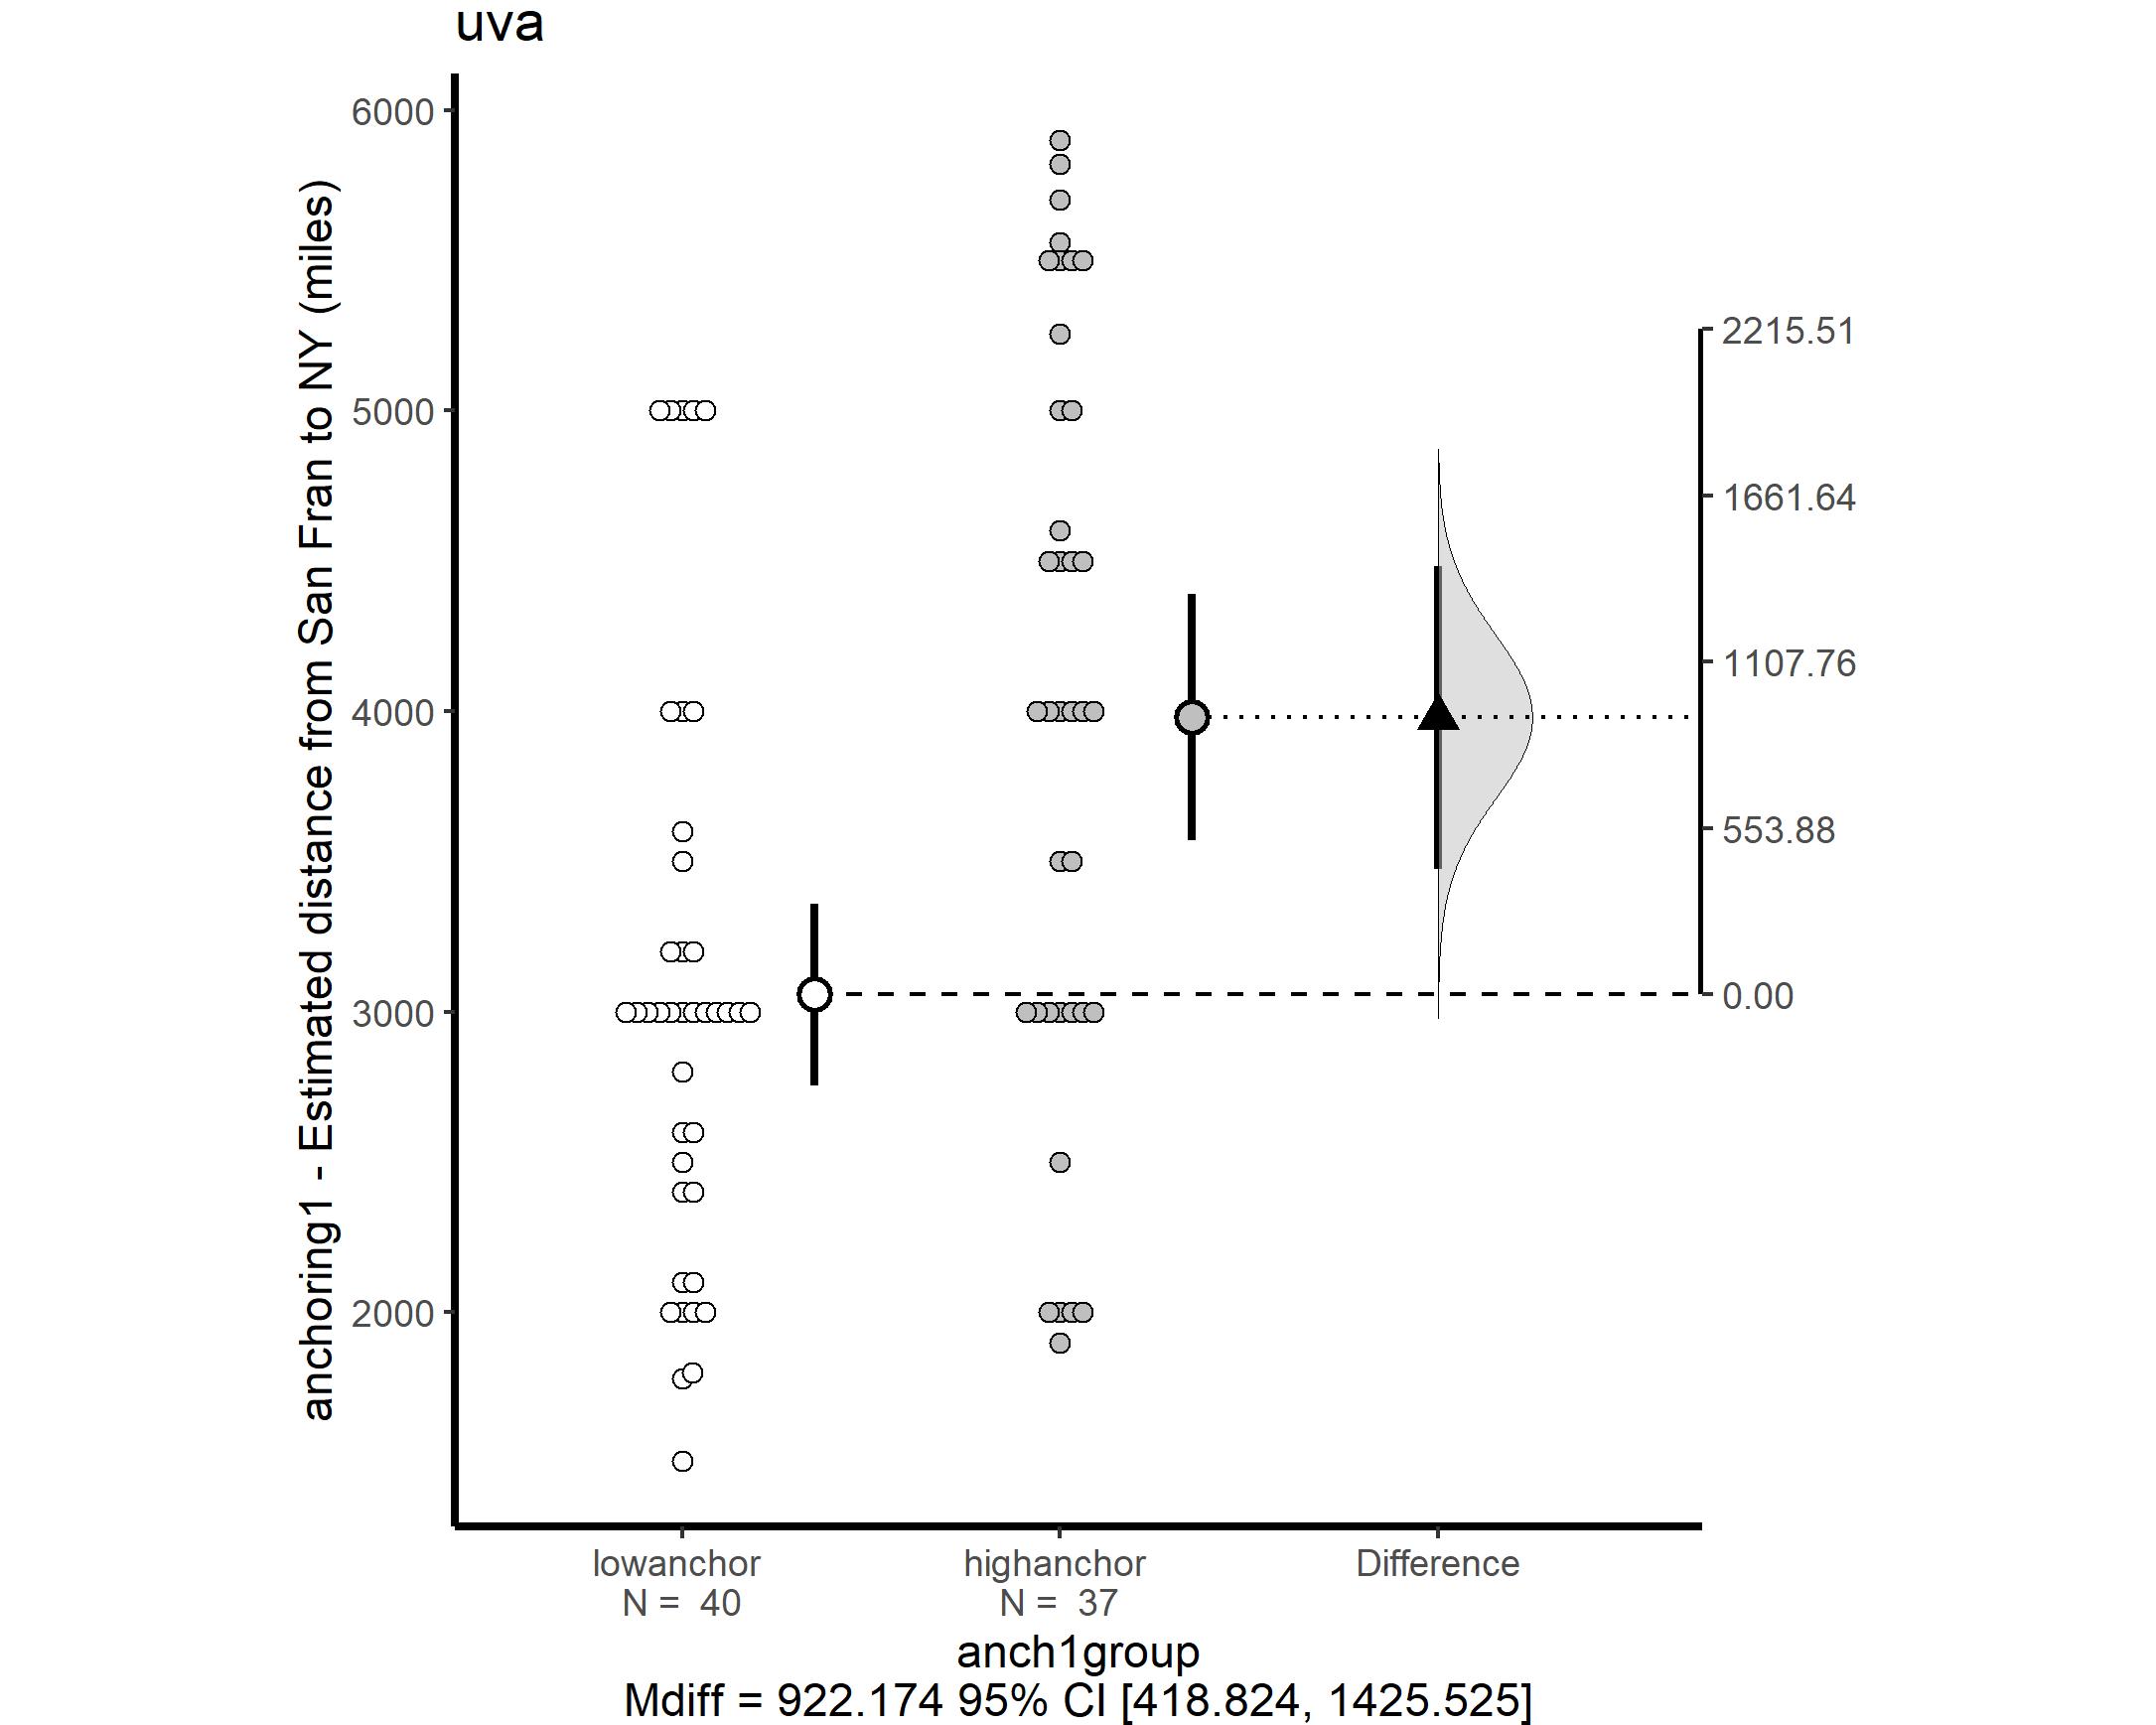 uva
anchoring1 - Estimated distance from San Fran to NY (miles)
6000
5000
4000
3000
2000
2215.51
1661.64
1107.76
553.88
0.00
lowanchor
N =  40
highanchor
N =  37
Difference
anch1group
Mdiff = 922.174 95% CI [418.824, 1425.525]